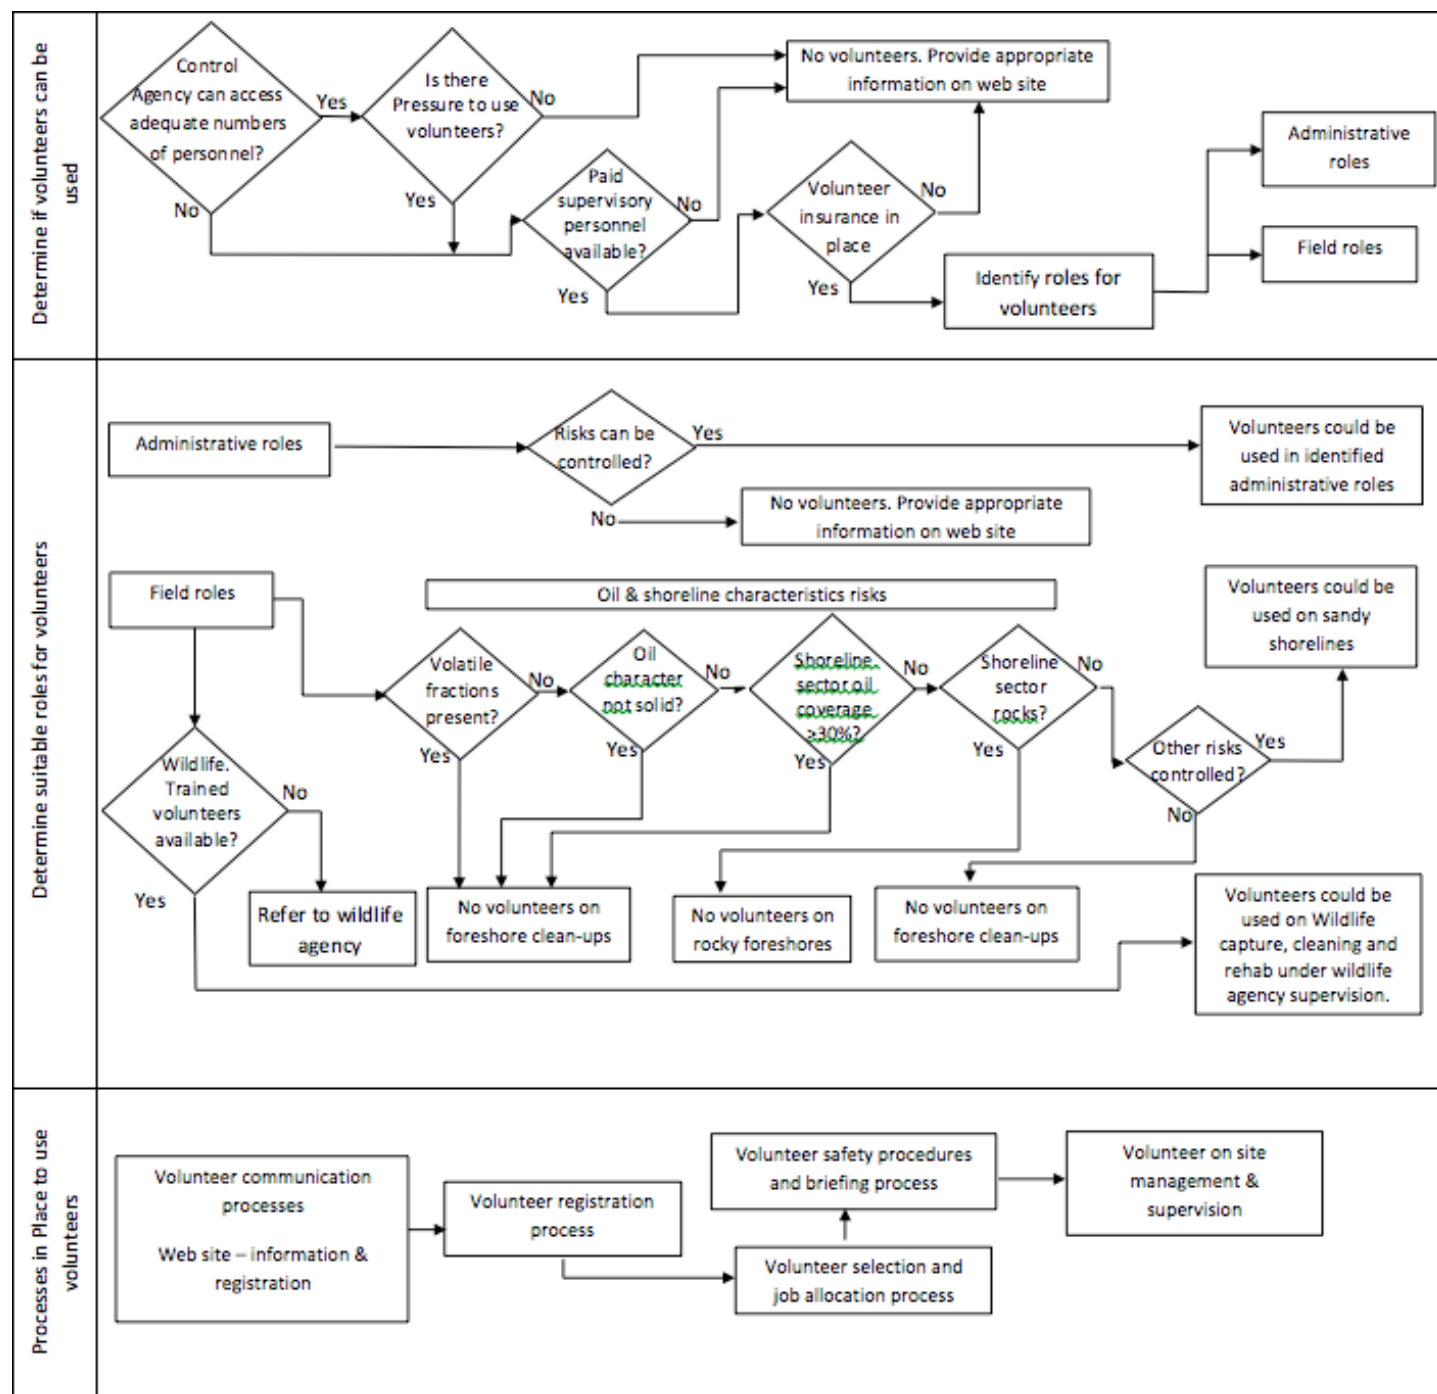 Determine if volunteers can be
used
Control
Agency can access
adequate numbers
of personnel?
Yes
No
Is there
Pressure to use
volunteers?
No
Yes
No volunteers. Provide appropriate
information on web site
Paid
supervisory
personnel
available?
No
Yes
Volunteer
insurance in
place
No
Yes
Identify roles for
volunteers
Administrative
roles
Field roles
Determine suitable roles for volunteers
Administrative roles
Risks can be
controlled?
Yes
No
Volunteers could be
used in identified
administrative roles
No volunteers. Provide appropriate
information on web site
Field roles
Oil & shoreline characteristics risks
Volatile
fractions
present?
No
Yes
Oil
character
not solid?
No
Yes
Shoreline
sector oil
coverage
≥30%?
No
Yes
Shoreline
sector
rocks?
No
Yes
Other risks
controlled?
Yes
No
Volunteers could be
used on sandy
shorelines
Wildlife.
Trained
volunteers
available?
No
Yes
Refer to wildlife
agency
No volunteers on
foreshore clean-ups
No volunteers on
rocky foreshores
No volunteers on
foreshore clean-ups
Volunteers could be
used on Wildlife
capture, cleaning and
rehab under wildlife
agency supervision.
Processes in Place to use
volunteers
Volunteer communication
processes
Web site – information &
registration
Volunteer registration
process
Volunteer safety procedures
and briefing process
Volunteer selection and
job allocation process
Volunteer on site
management &
supervision